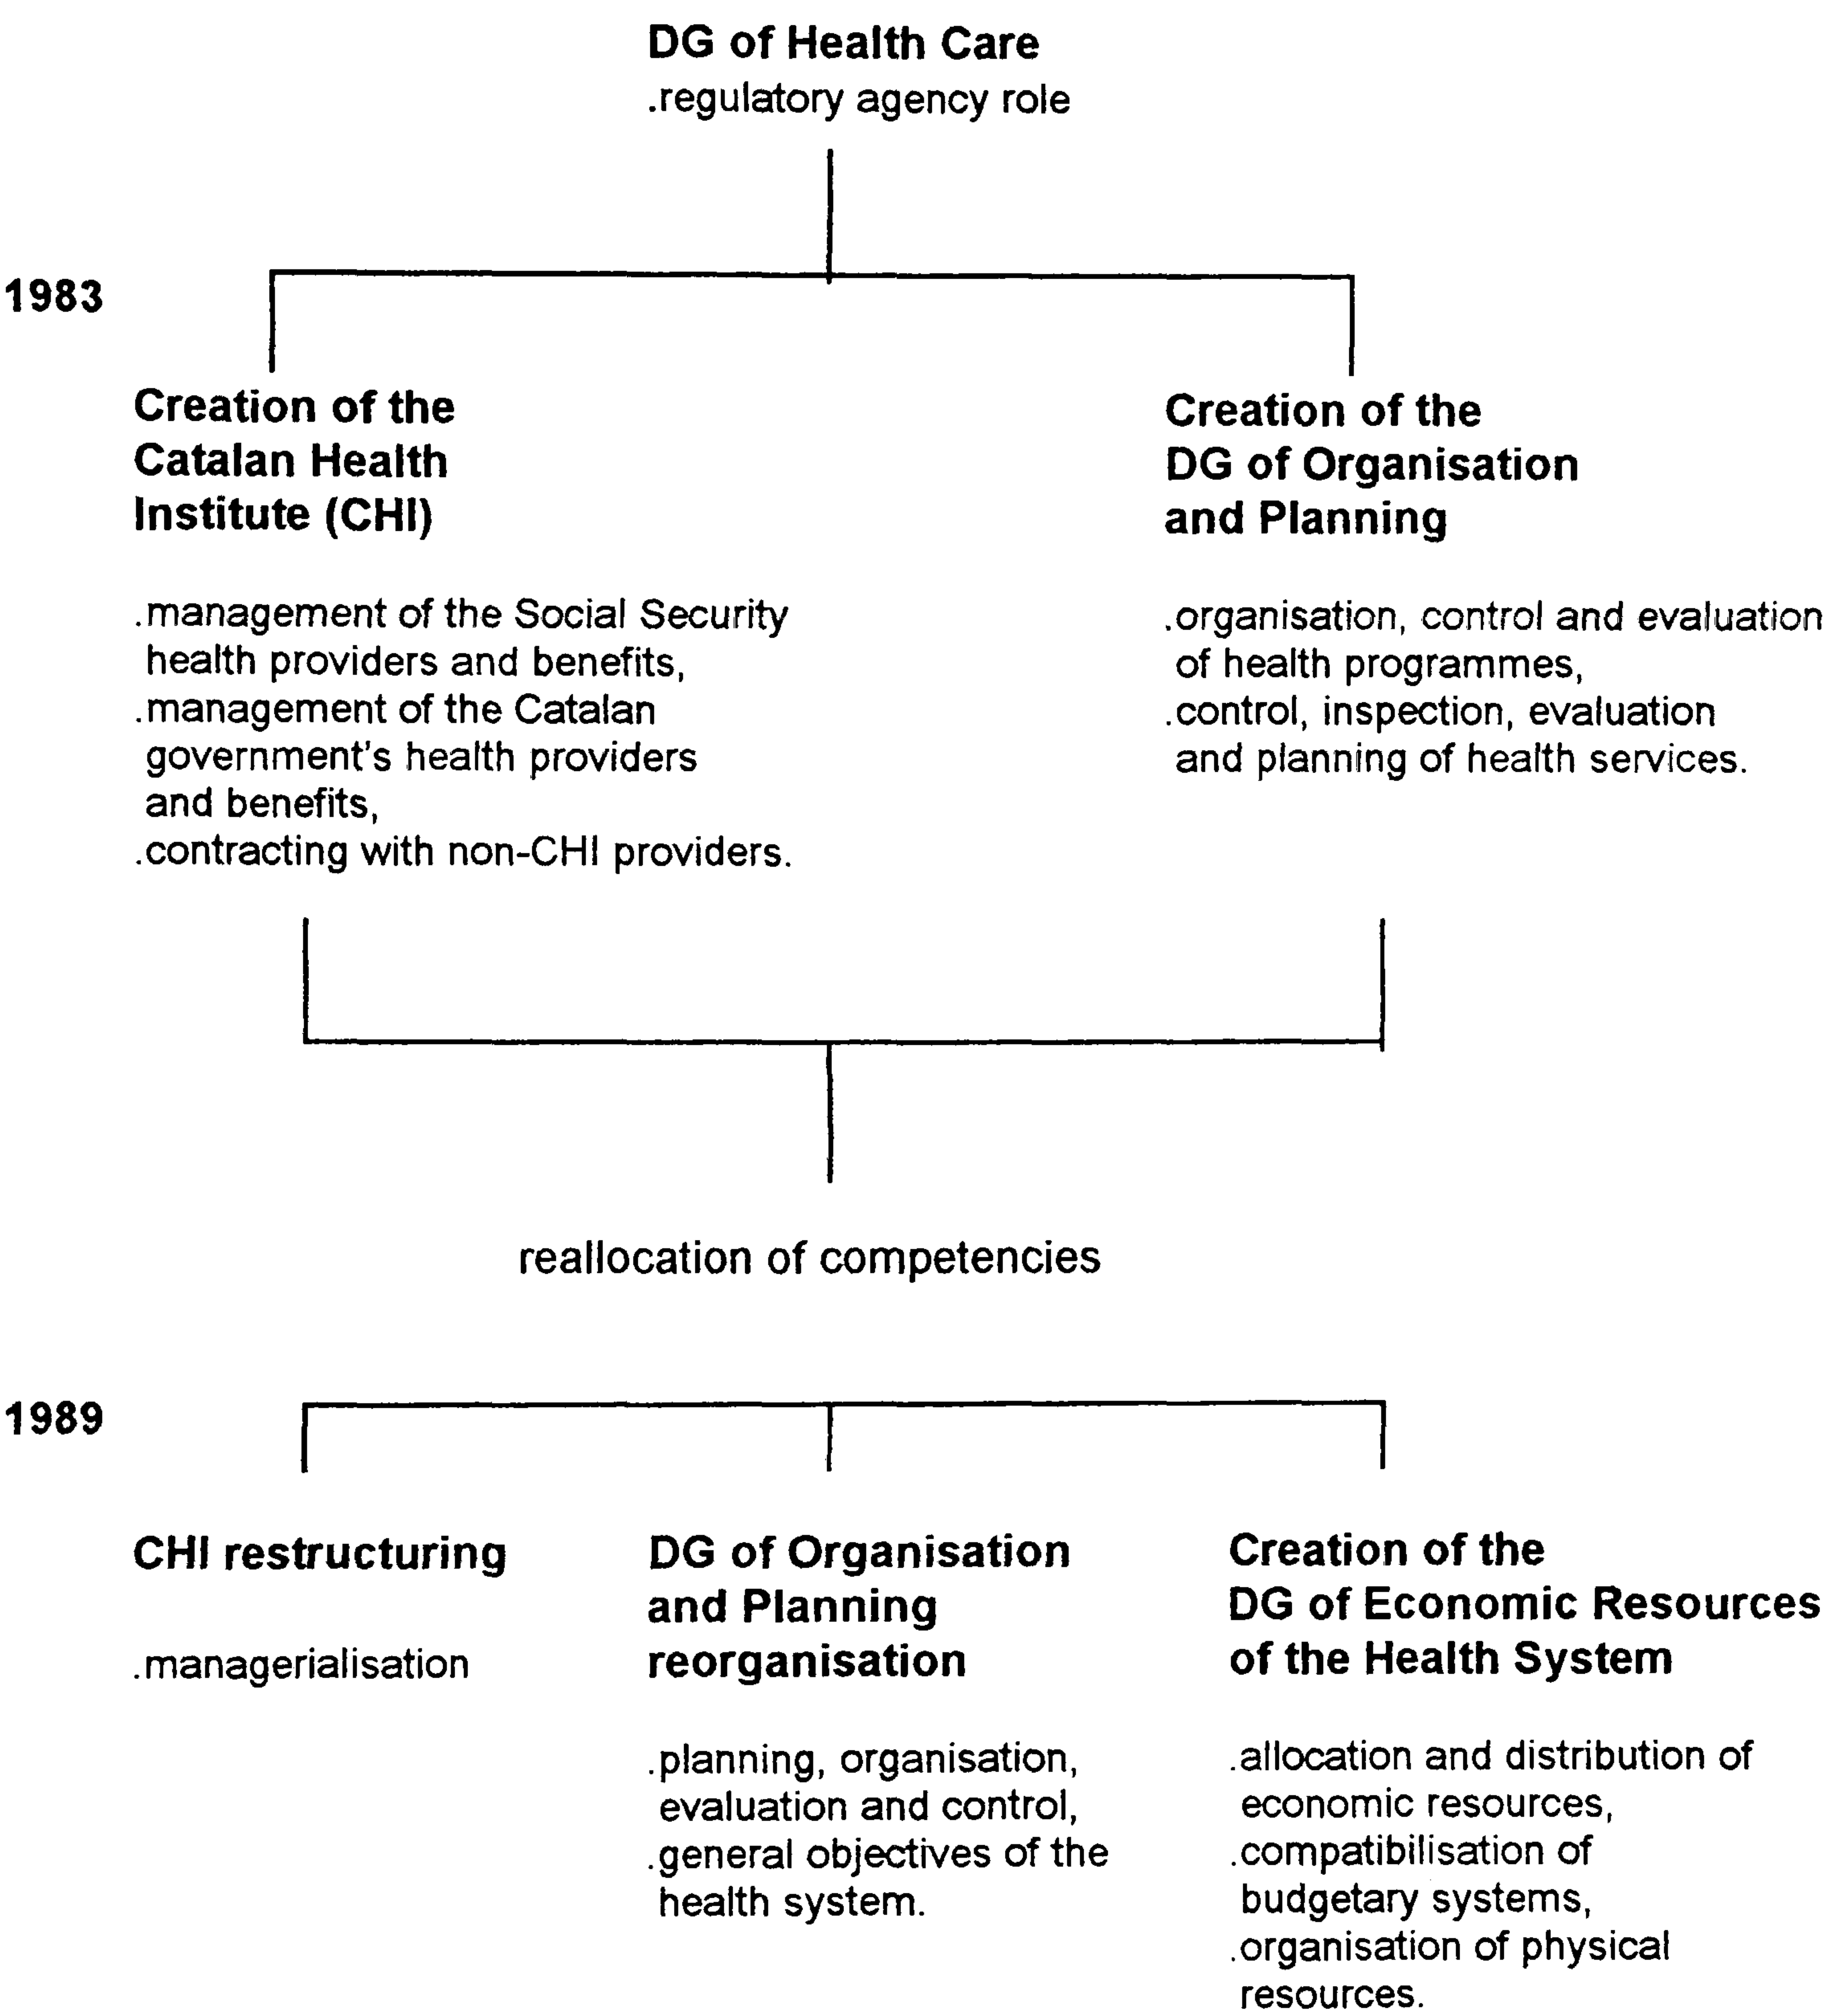 DG of Health Care
.regulatory agency role
1983
Creation of the
Catalan Health
Institute (CHI)
.management of the Social Security
health providers and benefits,
.management of the Catalan
government's health providers
and benefits,
.contracting with non-CHI providers.
Creation of the
DG of Organisation
and Planning
.organisation, control and evaluation
of health programmes,
.control, inspection, evaluation
and planning of health services.
reallocation of competencies
1989
CHI restructuring
.managerialisation
DG of Organisation
and Planning
reorganisation
.planning, organisation,
evaluation and control,
.general objectives of the
health system.
Creation of the
DG of Economic Resources
of the Health System
.allocation and distribution of
economic resources,
.compatibilisation of
budgetary systems,
.organisation of physical
resources.